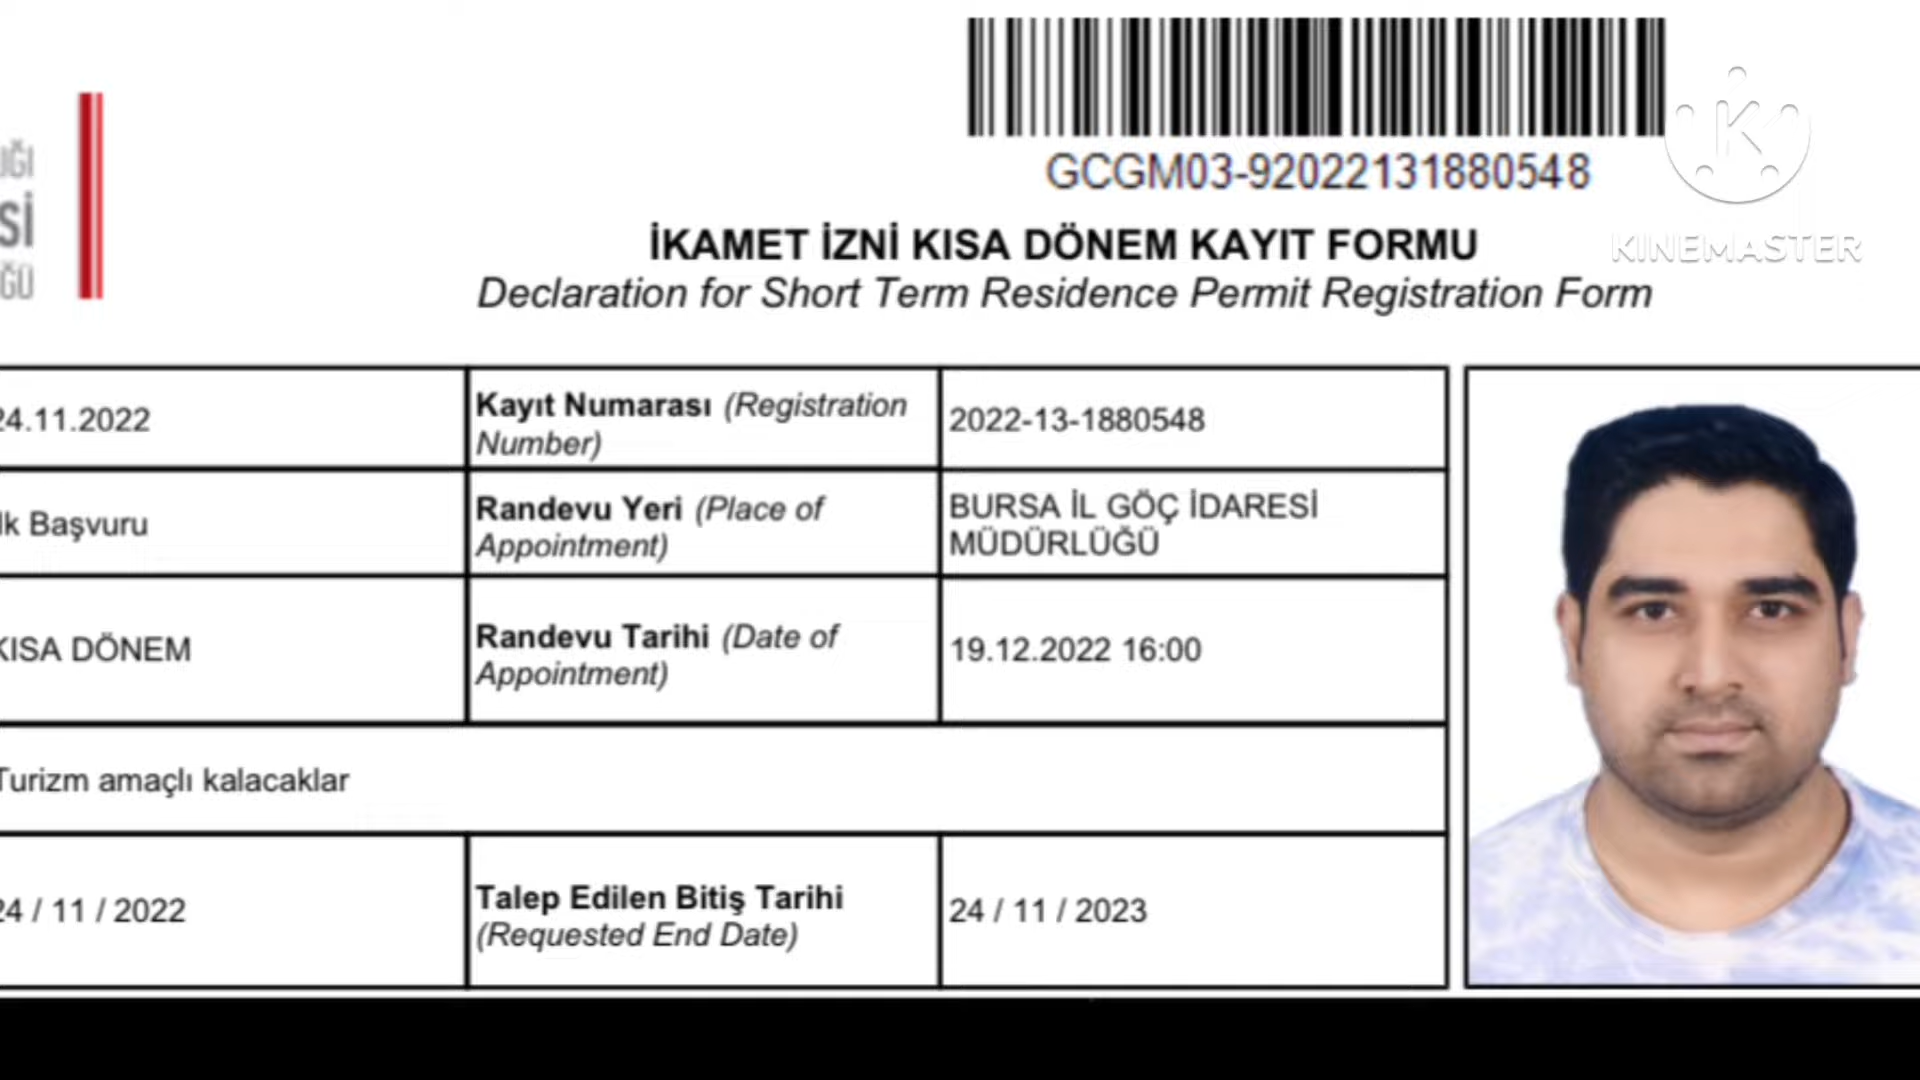 GCGM03-92022131880548
KINEMASTER
İKAMET İZNİ KISA DÖNEM KAYIT FORMU
Declaration for Short Term Residence Permit Registration Form
IĞI
Sİ
ĞÜ
24.11.2022
Kayıt Numarası (Registration
Number)
2022-13-1880548
lk Başvuru
Randevu Yeri (Place of
Appointment)
BURSA İL GÖÇ İDARESİ
MÜDÜRLÜĞÜ
KISA DÖNEM
Randevu Tarihi (Date of
Appointment)
19.12.2022 16:00
Turizm amaçlı kalacaklar
24 / 11 / 2022
Talep Edilen Bitiş Tarihi
(Requested End Date)
24 / 11 / 2023